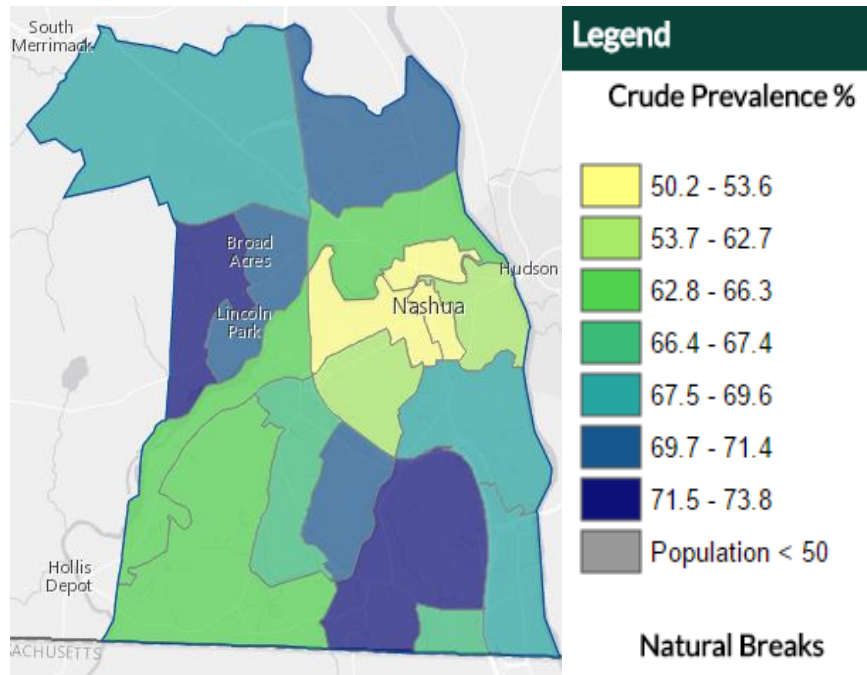 South
Merrimack
Broad
Acres
Hudson
Lincoln
Park
Nashua
Hollis
Depot
SACHUSETTS
Legend
Crude Prevalence %
50.2 - 53.6
53.7 - 62.7
62.8 - 66.3
66.4 - 67.4
67.5 - 69.6
69.7 - 71.4
71.5 - 73.8
Population < 50
Natural Breaks